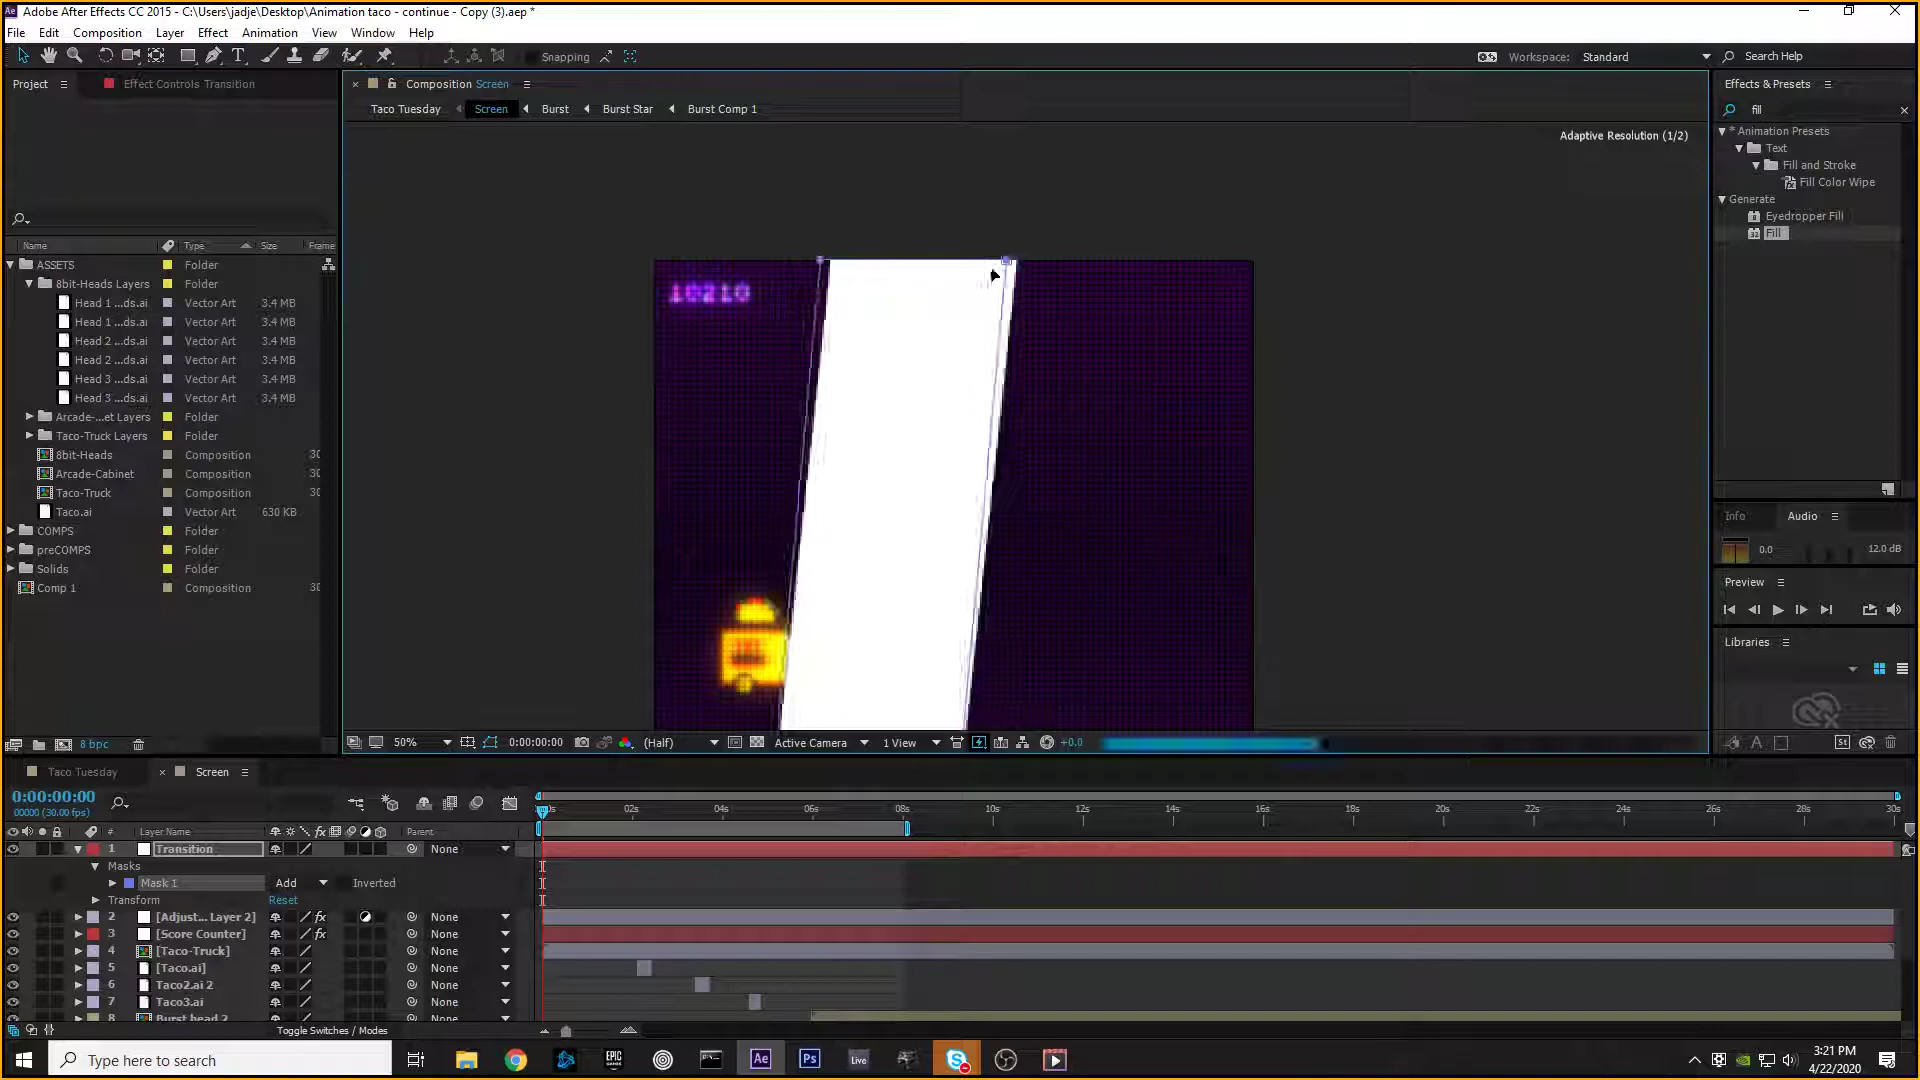 Adobe After Effects CC 2015 - C:\Users\jadje\Desktop\Animation taco - continue - Copy (3).aep *
File Edit Composition Layer Effect Animation View Window Help
Snapping
Workspace: Standard
Search Help
Project
Effect Controls Transition
Composition Screen
Effects & Presets
Taco Tuesday Screen Burst Burst Star Burst Comp 1
fill
Adaptive Resolution (1/2)
* Animation Presets
Text
Fill and Stroke
Fill Color Wipe
Generate
Eyedropper Fill
Fill
10210
Name Type Size Frame
ASSETS Folder
8bit-Heads Layers Folder
Head 1 ...ds.ai Vector Art 3.4 MB
Head 1 ...ds.ai Vector Art 3.4 MB
Head 2 ...ds.ai Vector Art 3.4 MB
Head 2 ...ds.ai Vector Art 3.4 MB
Head 3 ...ds.ai Vector Art 3.4 MB
Head 3 ...ds.ai Vector Art 3.4 MB
Arcade-...et Layers Folder
Taco-Truck Layers Folder
8bit-Heads Composition 30
Arcade-Cabinet Composition 30
Taco-Truck Composition 30
Taco.ai Vector Art 630 KB
COMPS Folder
preCOMPS Folder
Solids Folder
Comp 1 Composition 30
Info Audio
0.0 12.0 dB
Preview
Libraries
8 bpc
50% 0:00:00:00 (Half) Active Camera 1 View +0.0
St
Taco Tuesday Screen
0:00:00:00
00000 (30.00 fps)
0s 02s 04s 06s 08s 10s 12s 14s 16s 18s 20s 22s 24s 26s 28s 30s
# Layer Name fx Parent
1 Transition None
Masks
Mask 1 Add Inverted
Transform Reset
2 [Adjust... Layer 2] fx None
3 [Score Counter] fx None
4 [Taco-Truck] None
5 [Taco.ai] None
6 Taco2.ai 2 None
7 Taco3.ai None
8 Burst head 2 None
Toggle Switches / Modes
Type here to search
EPIC GAMES
Ae
Ps
Live
3:21 PM
4/22/2020